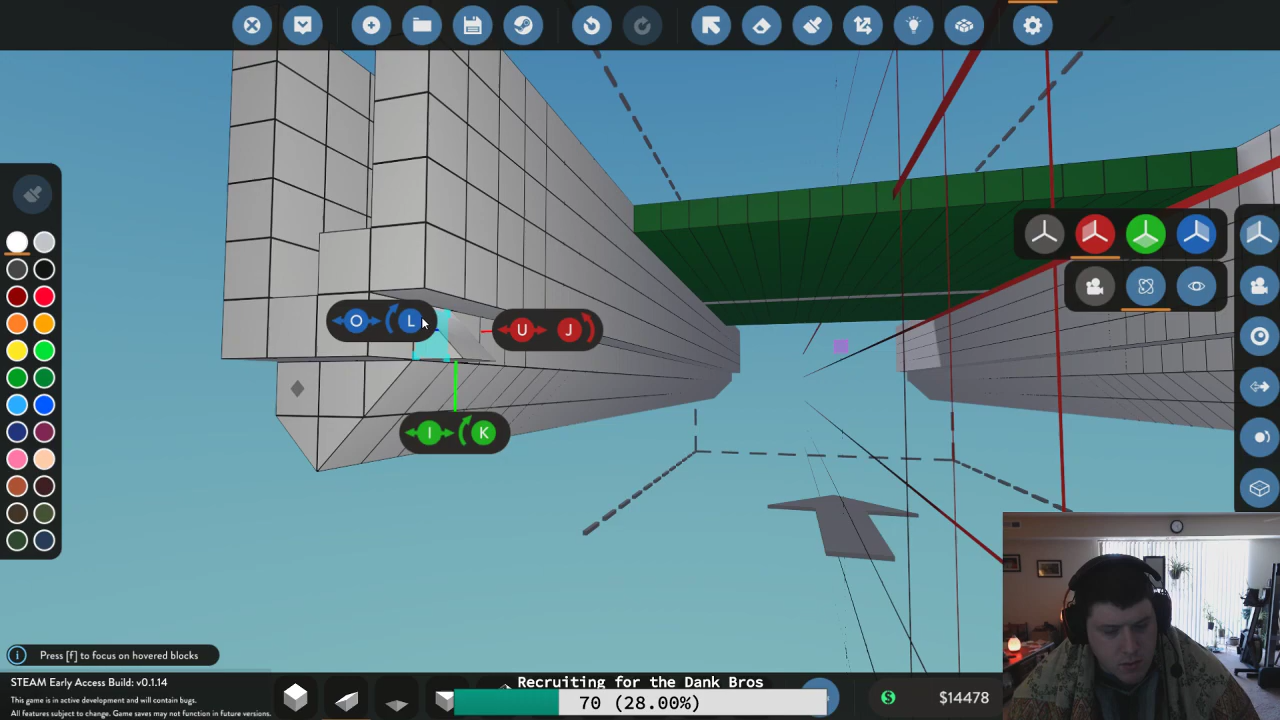 O L
U J
I K
Press [f] to focus on hovered blocks
STEAM Early Access Build: v0.1.14
This game is in active development and will contain bugs.
All features subject to change. Game saves may not function in future versions.
Recruiting for the Dank Bros
70 (28.00%)
$ $14478